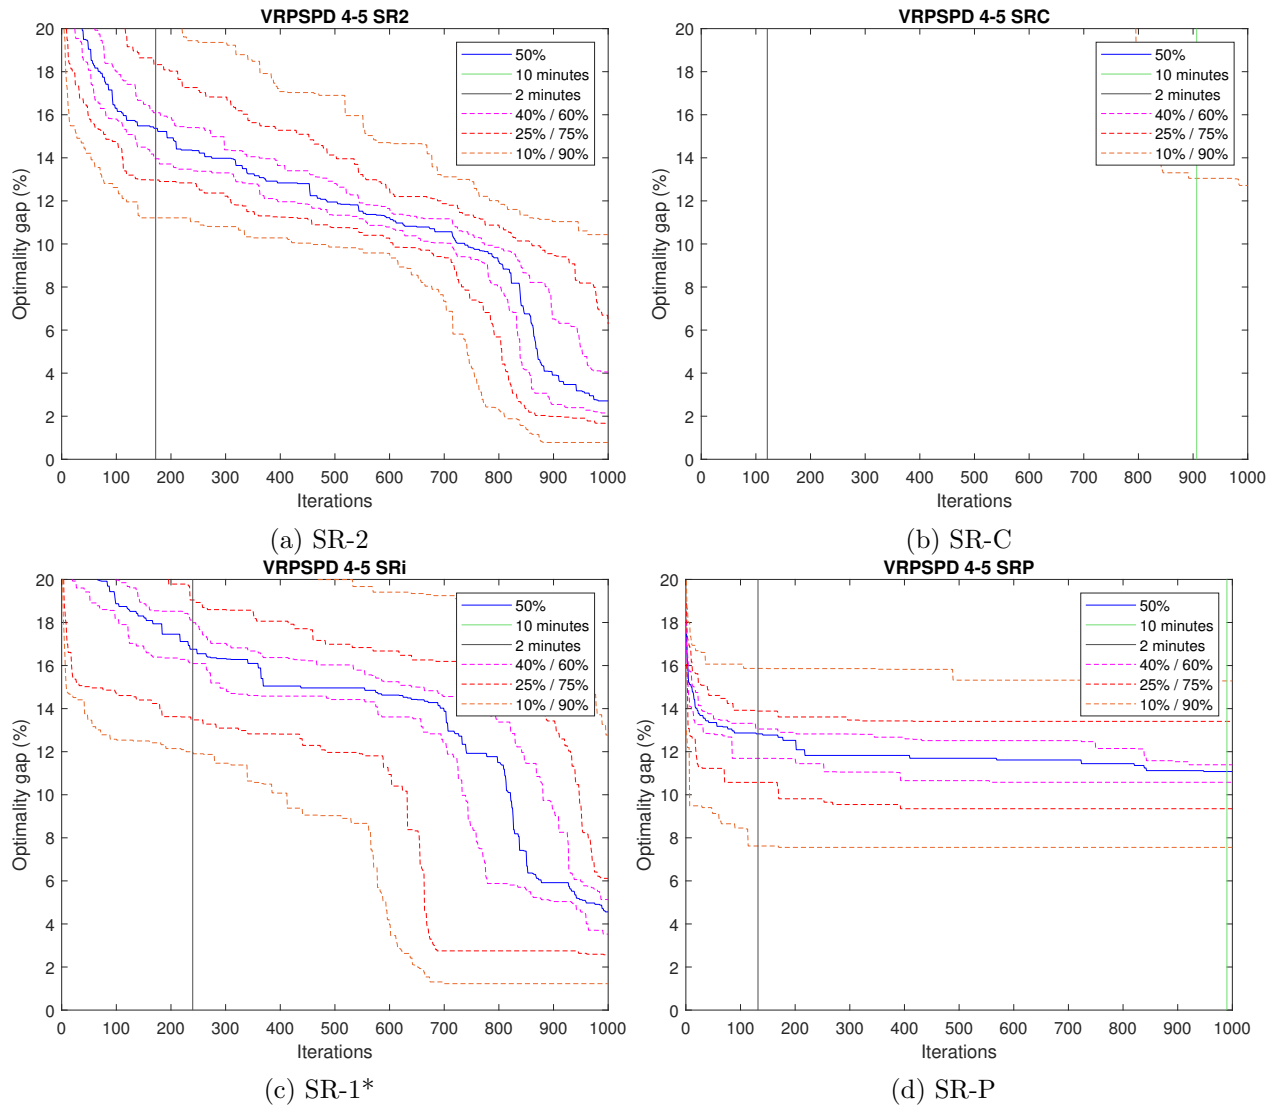 VRPSPD 4-5 SR2
Optimality gap (%)
20
18
16
14
12
10
8
6
4
2
0
50%
10 minutes
2 minutes
40% / 60%
25% / 75%
10% / 90%
0 100 200 300 400 500 600 700 800 900 1000
Iterations
(a) SR-2
VRPSPD 4-5 SRC
Optimality gap (%)
20
18
16
14
12
10
8
6
4
2
0
50%
10 minutes
2 minutes
40% / 60%
25% / 75%
10% / 90%
0 100 200 300 400 500 600 700 800 900 1000
Iterations
(b) SR-C
VRPSPD 4-5 SRi
Optimality gap (%)
20
18
16
14
12
10
8
6
4
2
0
50%
10 minutes
2 minutes
40% / 60%
25% / 75%
10% / 90%
0 100 200 300 400 500 600 700 800 900 1000
Iterations
(c) SR-1*
VRPSPD 4-5 SRP
Optimality gap (%)
20
18
16
14
12
10
8
6
4
2
0
50%
10 minutes
2 minutes
40% / 60%
25% / 75%
10% / 90%
0 100 200 300 400 500 600 700 800 900 1000
Iterations
(d) SR-P